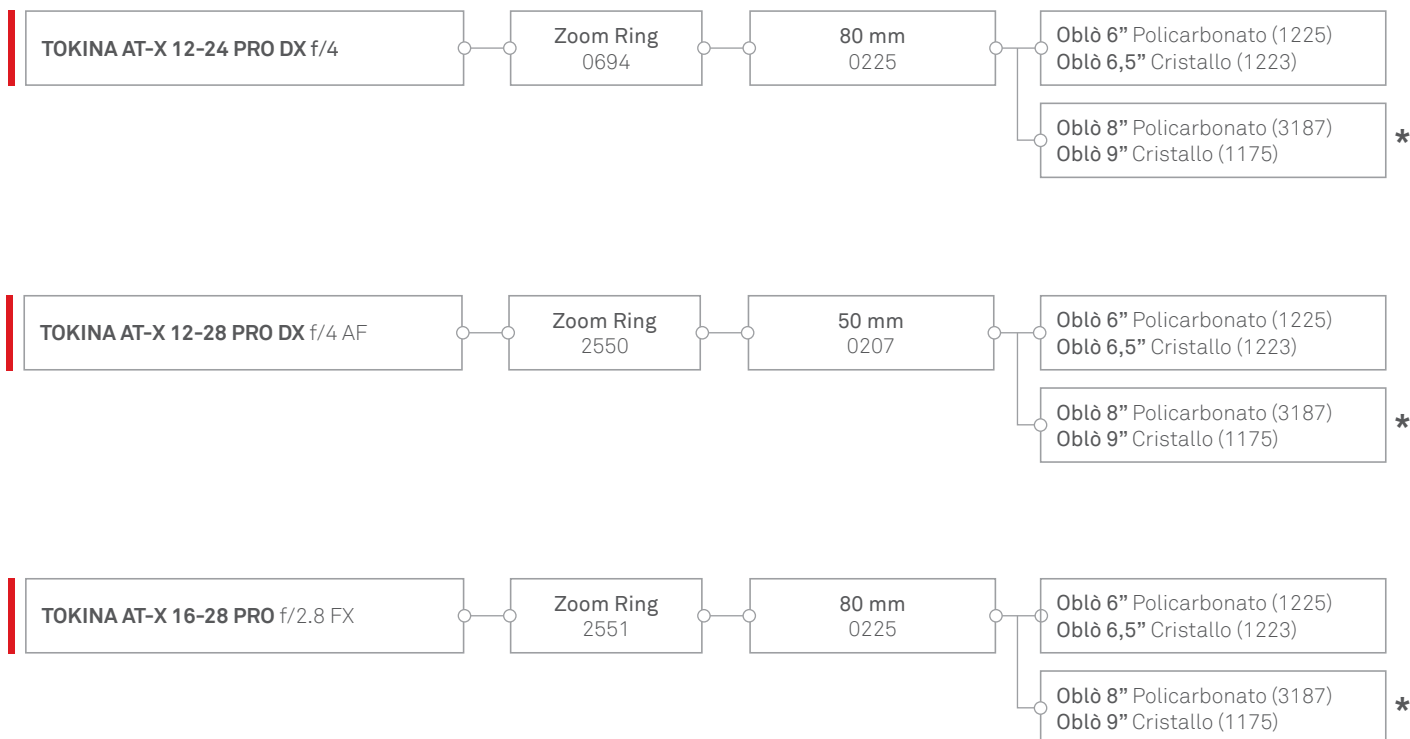 TOKINA AT-X 12-24 PRO DX f/4
Zoom Ring
0694
80 mm
0225
Oblò 6” Policarbonato (1225)
Oblò 6,5” Cristallo (1223)
Oblò 8” Policarbonato (3187)
Oblò 9” Cristallo (1175)
*
TOKINA AT-X 12-28 PRO DX f/4 AF
Zoom Ring
2550
50 mm
0207
Oblò 6” Policarbonato (1225)
Oblò 6,5” Cristallo (1223)
Oblò 8” Policarbonato (3187)
Oblò 9” Cristallo (1175)
*
TOKINA AT-X 16-28 PRO f/2.8 FX
Zoom Ring
2551
80 mm
0225
Oblò 6” Policarbonato (1225)
Oblò 6,5” Cristallo (1223)
Oblò 8” Policarbonato (3187)
Oblò 9” Cristallo (1175)
*